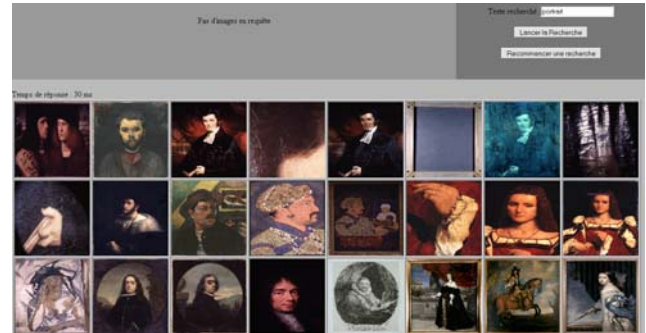 Pas d'images en requête
Texte recherché : portrait
Lancer la Recherche
Recommencer une recherche
Temps de réponse : 30 ms